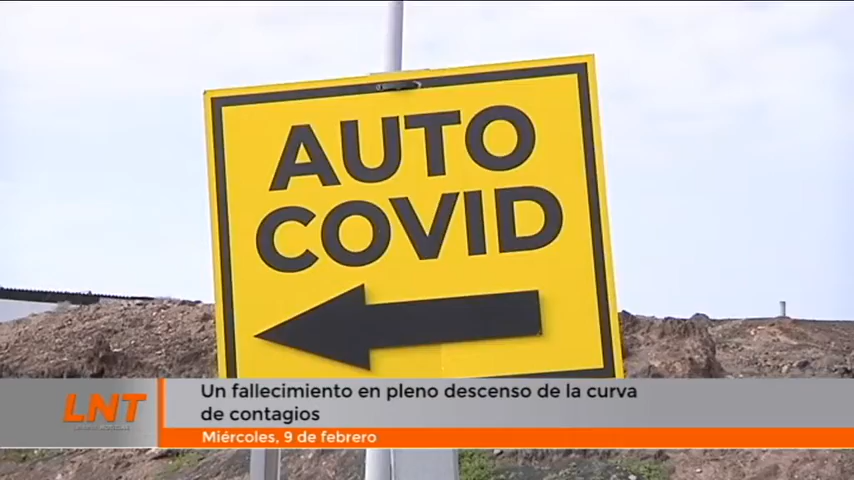 AUTO
COVID
Un fallecimiento en pleno descenso de la curva
de contagios
LNT
Miércoles, 9 de febrero